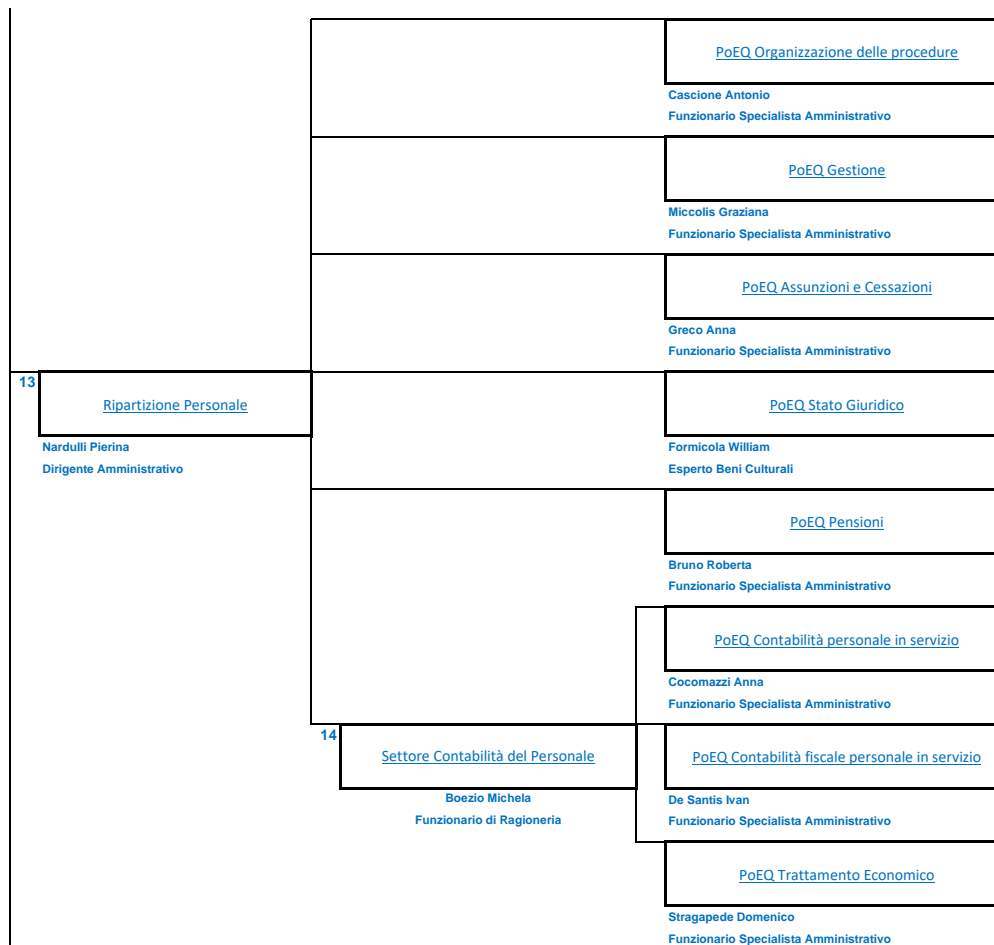 PoEQ Organizzazione delle procedure
Cascione Antonio
Funzionario Specialista Amministrativo
PoEQ Gestione
Miccolis Graziana
Funzionario Specialista Amministrativo
PoEQ Assunzioni e Cessazioni
Greco Anna
Funzionario Specialista Amministrativo
13
Ripartizione Personale
Nardulli Pierina
Dirigente Amministrativo
PoEQ Stato Giuridico
Formicola William
Esperto Beni Culturali
PoEQ Pensioni
Bruno Roberta
Funzionario Specialista Amministrativo
PoEQ Contabilità personale in servizio
Cocomazzi Anna
Funzionario Specialista Amministrativo
14
Settore Contabilità del Personale
Boezio Michela
Funzionario di Ragioneria
PoEQ Contabilità fiscale personale in servizio
De Santis Ivan
Funzionario Specialista Amministrativo
PoEQ Trattamento Economico
Stragapede Domenico
Funzionario Specialista Amministrativo